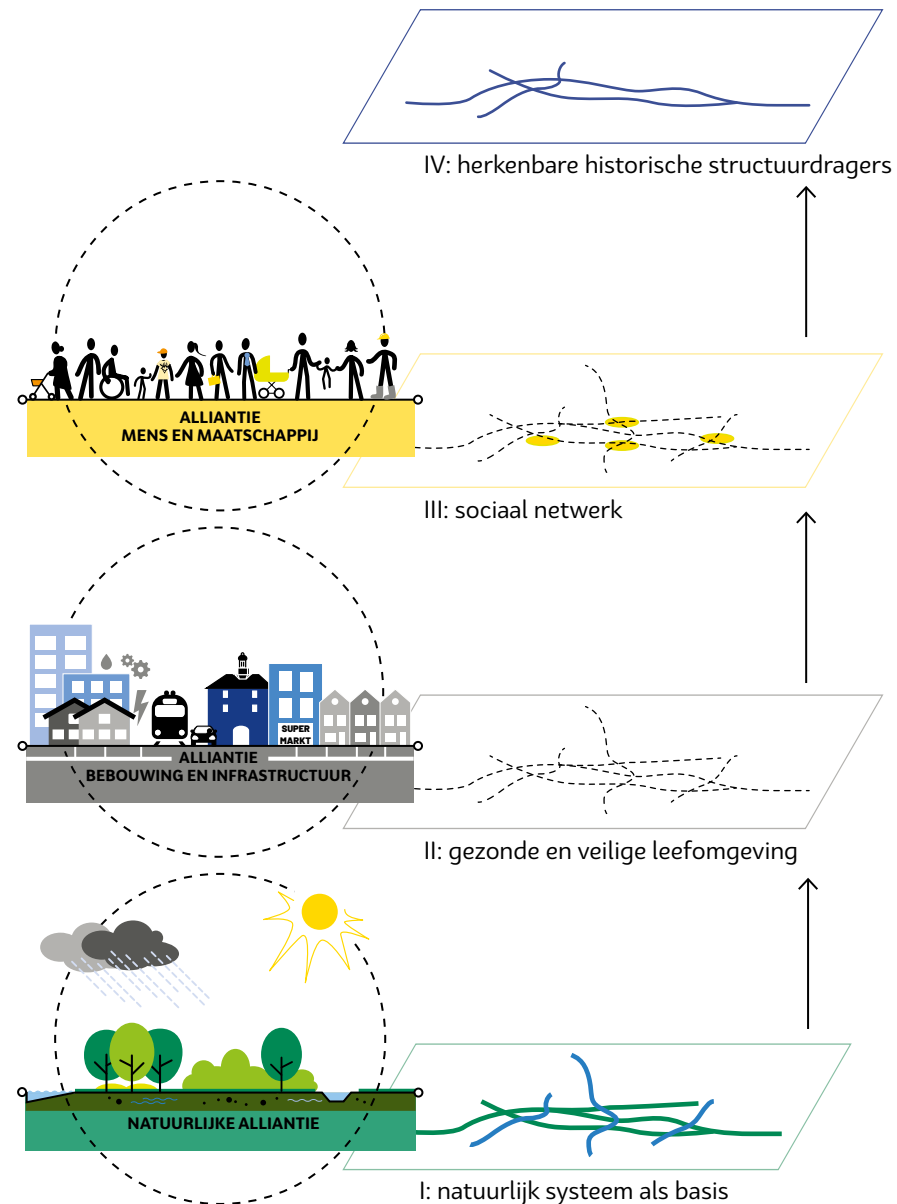 IV: herkenbare historische structuurdragers
ALLIANTIE
MENS EN MAATSCHAPPIJ
III: sociaal netwerk
SUPER
MARKT
ALLIANTIE
BEBOUWING EN INFRASTRUCTUUR
II: gezonde en veilige leefomgeving
NATUURLIJKE ALLIANTIE
I: natuurlijk systeem als basis